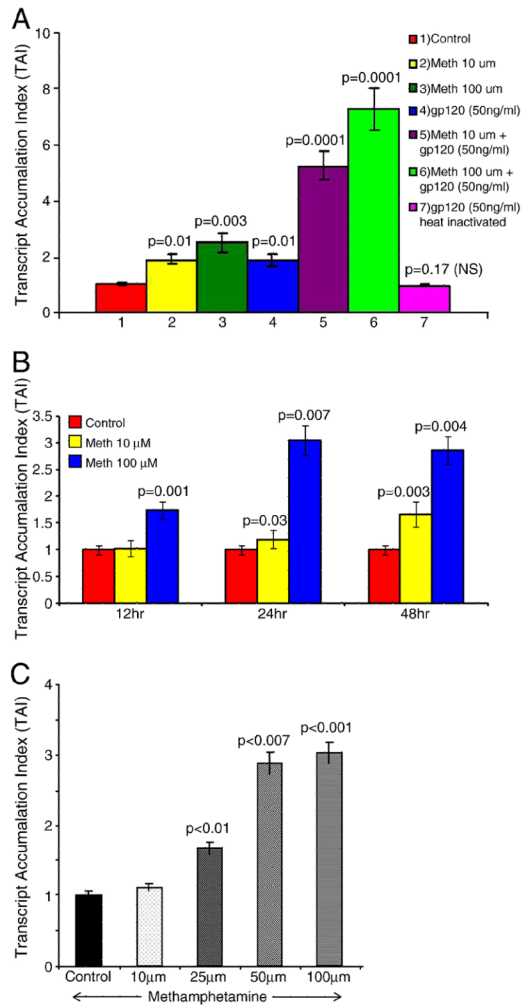 A
Transcript Accumalation Index (TAI)
10
8
6
4
2
0
p=0.01
p=0.003
p=0.01
p=0.0001
p=0.0001
p=0.17 (NS)
1
2
3
4
5
6
7
1)Control
2)Meth 10 um
3)Meth 100 um
4)gp120 (50ng/ml)
5)Meth 10 um +
gp120 (50ng/ml)
6)Meth 100 um +
gp120 (50ng/ml)
7)gp120 (50ng/ml)
heat inactivated
B
Transcript Accumalation Index (TAI)
3.5
3
2.5
2
1.5
1
0.5
0
Control
Meth 10 µM
Meth 100 µM
p=0.001
p=0.03
p=0.007
p=0.003
p=0.004
12hr
24hr
48hr
C
Transcript Accumalation Index (TAI)
4
3
2
1
0
p<0.01
p<0.007
p<0.001
Control
10µm
25µm
50µm
100µm
Methamphetamine